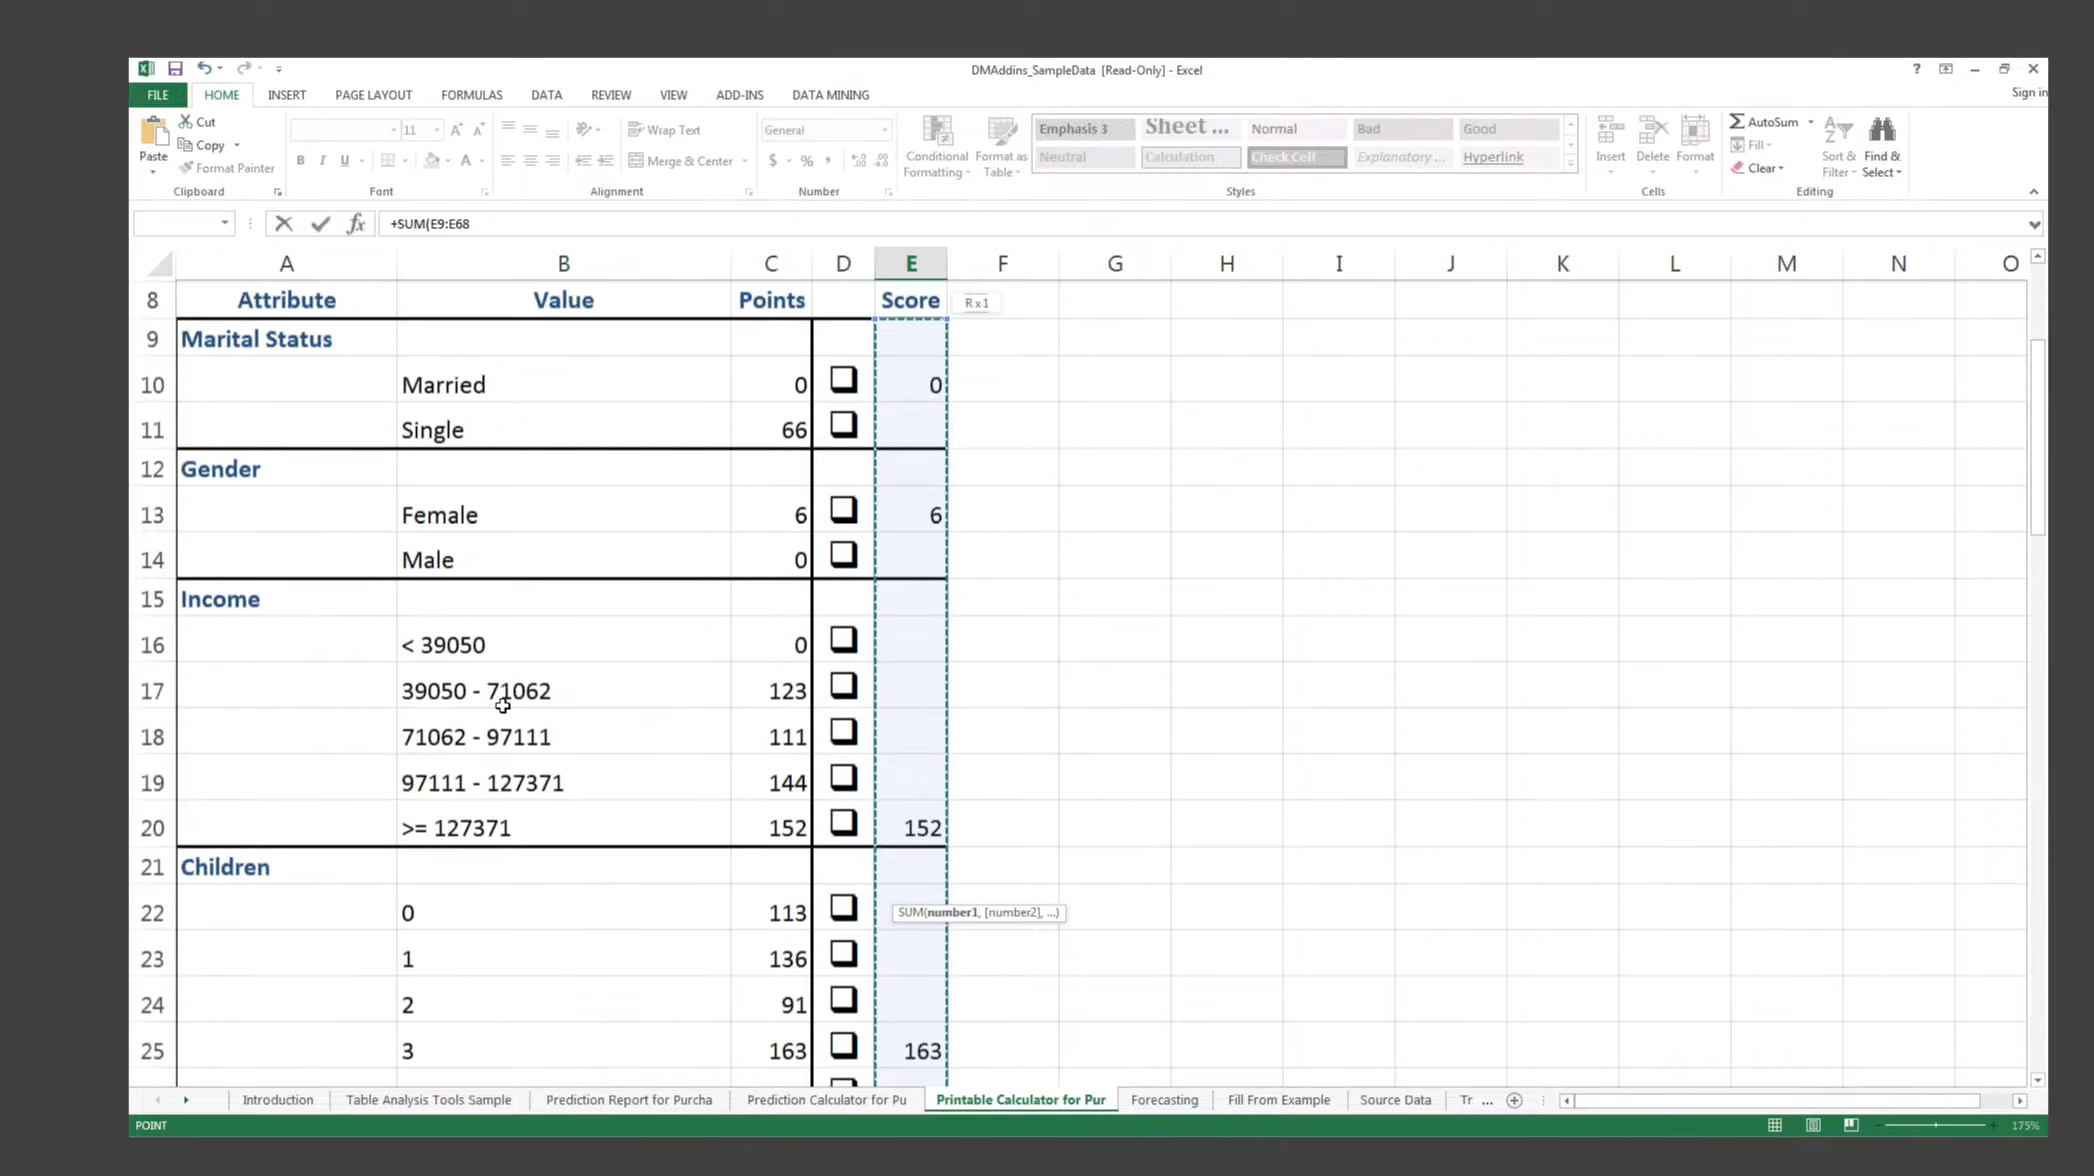 DMAddins_SampleData [Read-Only] - Excel
?
Sign in
FILE HOME INSERT PAGE LAYOUT FORMULAS DATA REVIEW VIEW ADD-INS DATA MINING
Paste
Cut
Copy
Format Painter
Clipboard
11
B I U
Font
Wrap Text
Merge & Center
Alignment
General
$ % ,
Number
Conditional
Formatting
Format as
Table
Emphasis 3 Sheet ... Normal Bad Good
Neutral Calculation Check Cell Explanatory ... Hyperlink
Styles
Insert Delete Format
Cells
AutoSum
Fill
Clear
Sort &
Filter
Find &
Select
Editing
fx +SUM(E9:E68
A B C D E F G H I J K L M N O
8 Attribute Value Points Score R x 1
9 Marital Status
10 Married 0 0
11 Single 66
12 Gender
13 Female 6 6
14 Male 0
15 Income
16 < 39050 0
17 39050 - 71062 123
18 71062 - 97111 111
19 97111 - 127371 144
20 >= 127371 152 152
21 Children
22 0 113 SUM(number1, [number2], ...)
23 1 136
24 2 91
25 3 163 163
Introduction Table Analysis Tools Sample Prediction Report for Purcha Prediction Calculator for Pu Printable Calculator for Pur Forecasting Fill From Example Source Data Tr ...
POINT 175%